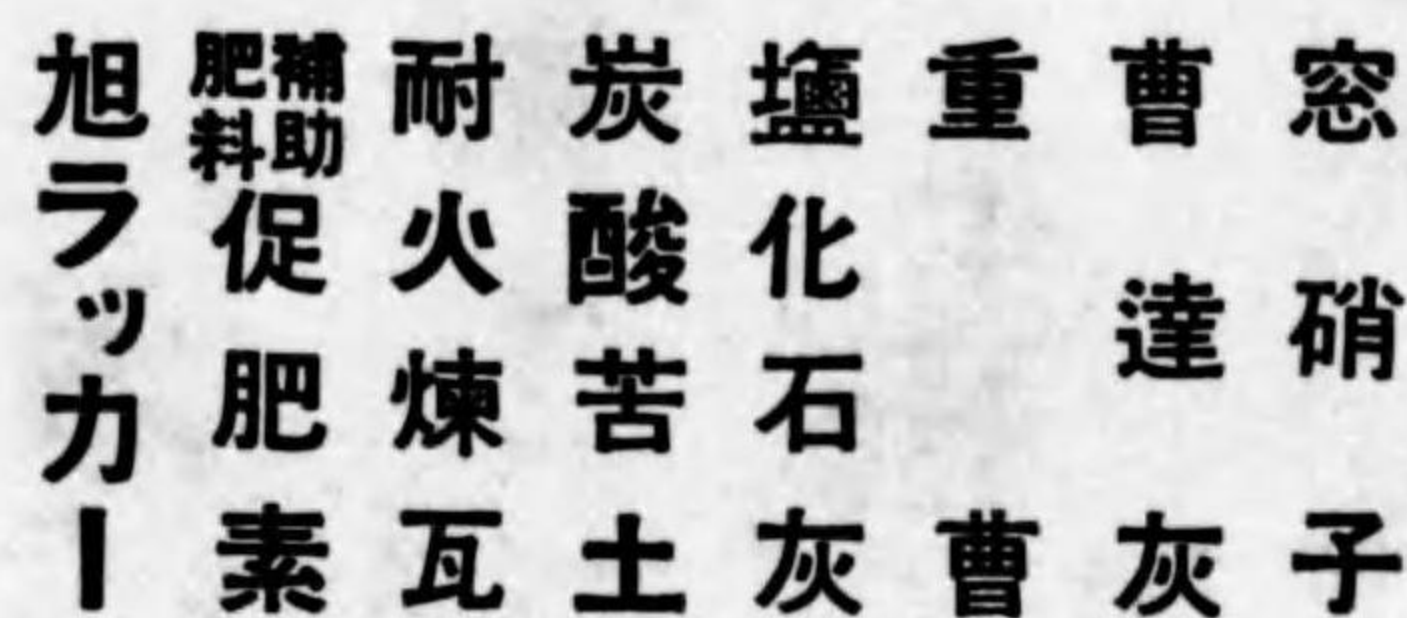 窓硝子
曹達灰
重曹
塩化石灰
炭酸苦土
耐火煉瓦
補助肥料促肥素
旭ラッカー